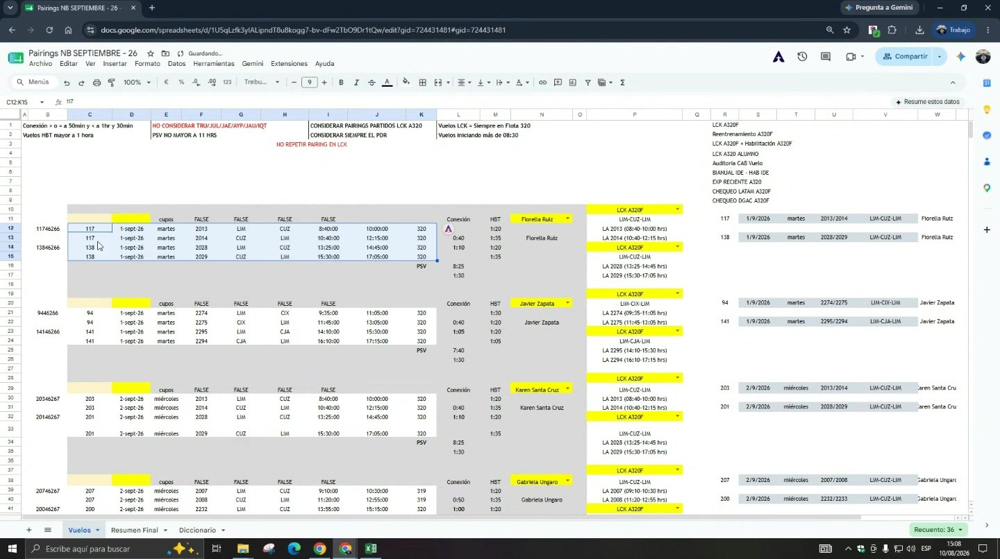 Pairings NB SEPTIEMBRE - 26 -
Pregunta a Gemini
docs.google.com/spreadsheets/d/1U5qLzfk3yIALipndT8u8kogg7-bv-dFw2TbO9Dr1tQw/edit?gid=724431481#gid=724431481
Trabajo
Pairings NB SEPTIEMBRE - 26 Guardando...
Archivo Editar Ver Insertar Formato Datos Herramientas Gemini Extensiones Ayuda
Compartir
Menús 100% € % .0 .00 123 Trebu... - 9 + B I A Σ
C12:K15 fx 117 Resume estos datos
A B C D E F G H I J K L M N O P Q R S T U V W
1 Conexión > o = a 50min y < a 1hr y 30min NO CONSIDERAR TRU/JUL/JAE/AYP/JAU/IQT CONSIDERAR PAIRINGS PARTIDOS LCK A320 Vuelos LCK = Siempre en Flota 320 LCK A320F
2 Vuelos HBT mayor a 1 hora PSV NO MAYOR A 11 HRS CONSIDERAR SIEMPRE EL PDR Vuelos iniciando más de 08:30 Reentrenamiento A320F
3 NO REPETIR PAIRING EN LCK LCK A320F + Habilitación A320F
4 LCK A320 ALUMNO
5 Auditoria CAB Vuelo
6 BIANUAL IDE - HAB IDE
7 EXP RECIENTE A320
8 CHEQUEO LATAM A320F
9 CHEQUEO DGAC A320F
10 LCK A320F
11 cupos FALSE FALSE FALSE FALSE Conexión HBT Fiorella Ruiz LIM-CUZ-LIM 117 1/9/2026 martes 2013/2014 LIM-CUZ-LIM Fiorella Ruiz
12 11746266 117 1-sept-26 martes 2013 LIM CUZ 8:40:00 10:00:00 320 1:20 LA 2013 (08:40-10:00 hrs)
13 117 1-sept-26 martes 2014 CUZ LIM 10:40:00 12:15:00 320 0:40 1:35 Fiorella Ruiz LA 2014 (10:40-12:15 hrs) 138 1/9/2026 martes 2028/2029 LIM-CUZ-LIM Fiorella Ruiz
14 13846266 138 1-sept-26 martes 2028 LIM CUZ 13:25:00 14:45:00 320 1:10 1:20 LCK A320F
15 138 1-sept-26 martes 2029 CUZ LIM 15:30:00 17:05:00 320 1:35 LIM-CUZ-LIM
16 PSV 8:25 LA 2028 (13:25-14:45 hrs)
17 1:30 LA 2029 (15:30-17:05 hrs)
18
19 LCK A320F
20 cupos FALSE FALSE FALSE FALSE Conexión HBT Javier Zapata LIM-CIX-LIM 94 1/9/2026 martes 2274/2275 LIM-CIX-LIM Javier Zapata
21 9446266 94 1-sept-26 martes 2274 LIM CIX 9:35:00 11:05:00 320 1:30 LA 2274 (09:35-11:05 hrs)
22 94 1-sept-26 martes 2275 CIX LIM 11:45:00 13:05:00 320 0:40 1:20 Javier Zapata LA 2275 (11:45-13:05 hrs) 141 1/9/2026 martes 2295/2294 LIM-CJA-LIM Javier Zapata
23 14146266 141 1-sept-26 martes 2295 LIM CJA 14:10:00 15:30:00 320 1:05 1:20 LCK A320F
24 141 1-sept-26 martes 2294 CJA LIM 16:10:00 17:15:00 320 1:05 LIM-CJA-LIM
25 PSV 7:40 LA 2295 (14:10-15:30 hrs)
26 1:30 LA 2294 (16:10-17:15 hrs)
27
28 LCK A320F
29 cupos FALSE FALSE FALSE FALSE Conexión HBT Karen Santa Cruz LIM-CUZ-LIM 203 2/9/2026 miércoles 2013/2014 LIM-CUZ-LIM Karen Santa Cru
30 20346267 203 2-sept-26 miércoles 2013 LIM CUZ 8:40:00 10:00:00 320 1:20 LA 2013 (08:40-10:00 hrs)
31 203 2-sept-26 miércoles 2014 CUZ LIM 10:40:00 12:15:00 320 0:40 1:35 Karen Santa Cruz LA 2014 (10:40-12:15 hrs) 201 2/9/2026 miércoles 2028/2029 LIM-CUZ-LIM Karen Santa Cru
32 20146267 201 2-sept-26 miércoles 2028 LIM CUZ 13:25:00 14:45:00 320 1:10 1:20 LCK A320F
33 201 2-sept-26 miércoles 2029 CUZ LIM 15:30:00 17:05:00 320 1:35 LIM-CUZ-LIM
34 PSV 8:25 LA 2028 (13:25-14:45 hrs)
35 1:30 LA 2029 (15:30-17:05 hrs)
36
37 LCK A320F
38 cupos FALSE FALSE FALSE FALSE Conexión HBT Gabriela Ungaro LIM-CUZ-LIM 207 2/9/2026 miércoles 2007/2008 LIM-CUZ-LIM Gabriela Ungaro
39 20746267 207 2-sept-26 miércoles 2007 LIM CUZ 9:10:00 10:30:00 319 1:20 LA 2007 (09:10-10:30 hrs)
40 207 2-sept-26 miércoles 2008 CUZ LIM 11:20:00 12:55:00 319 0:50 1:35 Gabriela Ungaro LA 2008 (11:20-12:55 hrs) 200 2/9/2026 miércoles 2232/2233 LIM-CUZ-LIM Gabriela Ungaro
41 20046267 200 2-sept-26 miércoles 2232 LIM CUZ 13:55:00 15:15:00 319 1:00 1:20 LCK A320F
+ Vuelos Resumen Final Diccionario Recuento: 36
Escribe aquí para buscar ESP 15:08
10/08/2026